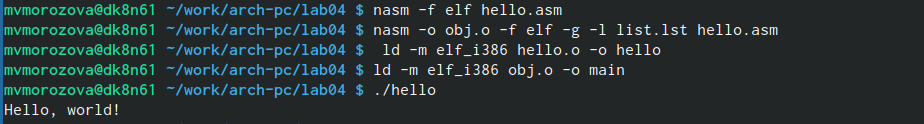 mvmorozova@dk8n61 ~/work/arch-pc/lab04 $ nasm -f elf hello.asm
mvmorozova@dk8n61 ~/work/arch-pc/lab04 $ nasm -o obj.o -f elf -g -l list.lst hello.asm
mvmorozova@dk8n61 ~/work/arch-pc/lab04 $  ld -m elf_i386 hello.o -o hello
mvmorozova@dk8n61 ~/work/arch-pc/lab04 $ ld -m elf_i386 obj.o -o main
mvmorozova@dk8n61 ~/work/arch-pc/lab04 $ ./hello
Hello, world!